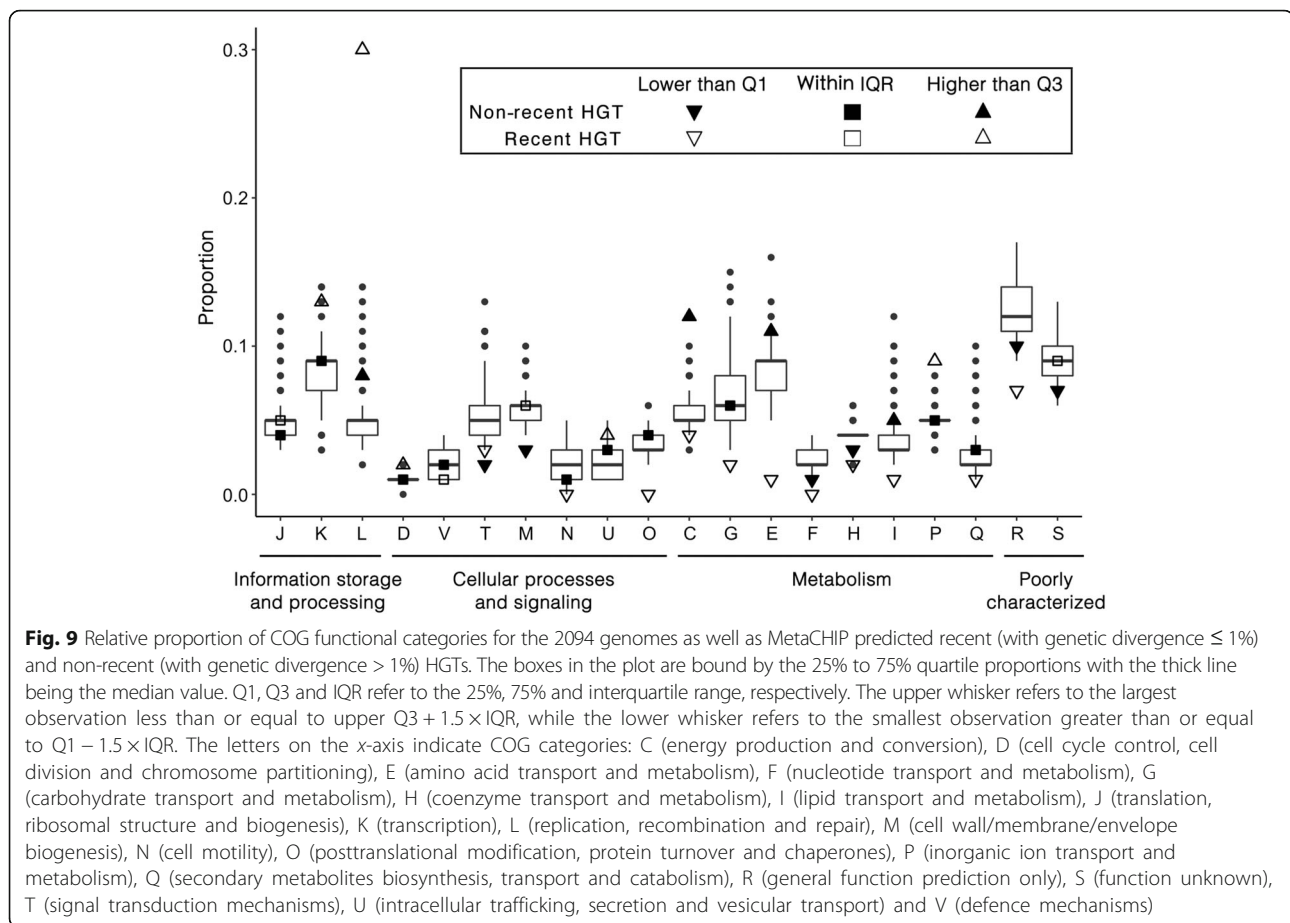 0.3
0.2
0.1
0.0
Proportion
Lower than Q1 Within IQR Higher than Q3
Non-recent HGT
Recent HGT
J K L D V T M N U O C G E F H I P Q R S
Information storage and processing
Cellular processes and signaling
Metabolism
Poorly characterized
Fig. 9 Relative proportion of COG functional categories for the 2094 genomes as well as MetaCHIP predicted recent (with genetic divergence ≤ 1%)
and non-recent (with genetic divergence > 1%) HGTs. The boxes in the plot are bound by the 25% to 75% quartile proportions with the thick line
being the median value. Q1, Q3 and IQR refer to the 25%, 75% and interquartile range, respectively. The upper whisker refers to the largest
observation less than or equal to upper Q3 + 1.5 × IQR, while the lower whisker refers to the smallest observation greater than or equal
to Q1 − 1.5 × IQR. The letters on the x-axis indicate COG categories: C (energy production and conversion), D (cell cycle control, cell
division and chromosome partitioning), E (amino acid transport and metabolism), F (nucleotide transport and metabolism), G
(carbohydrate transport and metabolism), H (coenzyme transport and metabolism), I (lipid transport and metabolism), J (translation,
ribosomal structure and biogenesis), K (transcription), L (replication, recombination and repair), M (cell wall/membrane/envelope
biogenesis), N (cell motility), O (posttranslational modification, protein turnover and chaperones), P (inorganic ion transport and
metabolism), Q (secondary metabolites biosynthesis, transport and catabolism), R (general function prediction only), S (function unknown),
T (signal transduction mechanisms), U (intracellular trafficking, secretion and vesicular transport) and V (defence mechanisms)